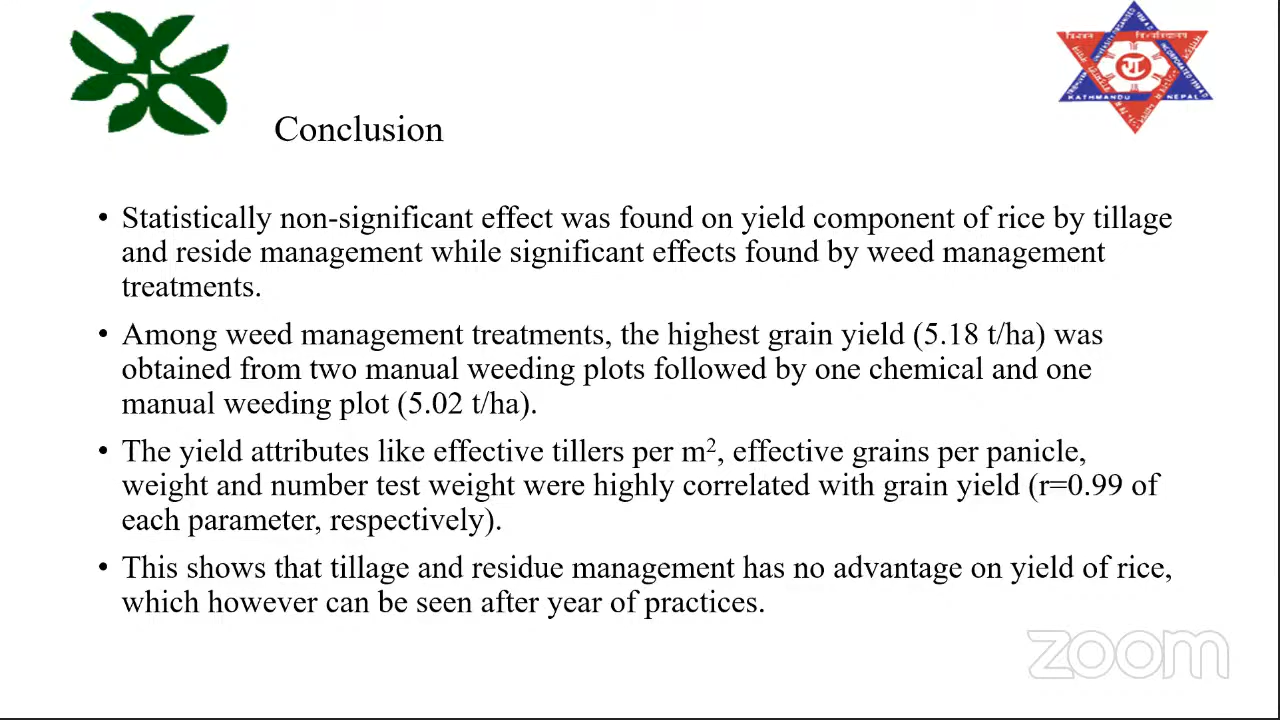 Conclusion
• Statistically non-significant effect was found on yield component of rice by tillage
and reside management while significant effects found by weed management
treatments.
• Among weed management treatments, the highest grain yield (5.18 t/ha) was
obtained from two manual weeding plots followed by one chemical and one
manual weeding plot (5.02 t/ha).
• The yield attributes like effective tillers per m², effective grains per panicle,
weight and number test weight were highly correlated with grain yield (r=0.99 of
each parameter, respectively).
• This shows that tillage and residue management has no advantage on yield of rice,
which however can be seen after year of practices.
KATHMANDU NEPAL
zoom